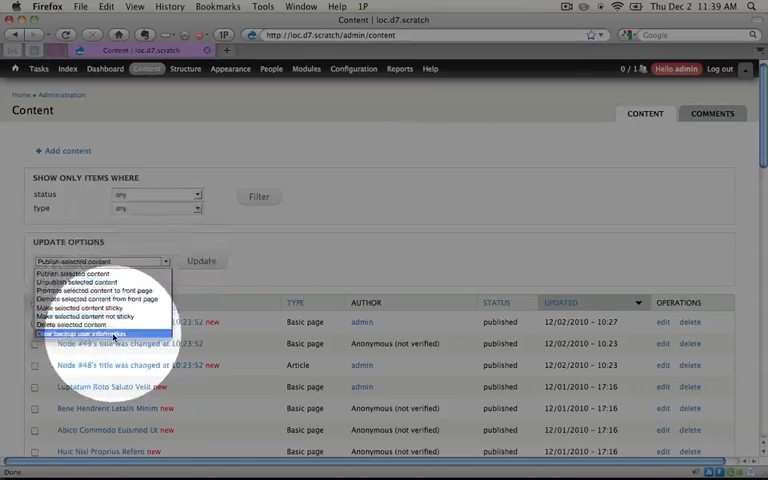 Firefox File Edit View History Bookmarks Tools Window 1P Help Thu Dec 2 11:39 AM
Content | loc.d7.scratch
1P http://loc.d7.scratch/admin/content Google
Content | loc.d7.scratch
Tasks Index Dashboard Content Structure Appearance People Modules Configuration Reports Help 0 / 1 Hello admin Log out
Home » Administration
Content
CONTENT COMMENTS
+ Add content
SHOW ONLY ITEMS WHERE
status any
type any
Filter
UPDATE OPTIONS
Publish selected content Update
Publish selected content
Unpublish selected content
Promote selected content to front page
Demote selected content from front page
Make selected content sticky
Make selected content not sticky
Delete selected content
Clear backup user information
TYPE AUTHOR STATUS UPDATED OPERATIONS
10:23:52 new Basic page admin published 12/02/2010 - 10:27 edit delete
Node #49's title was changed at 10:23:52 Basic page Anonymous (not verified) published 12/02/2010 - 10:23 edit delete
Node #48's title was changed at 10:23:52 new Article admin published 12/02/2010 - 10:23 edit delete
Luptatum Roto Saluto Velit new Basic page admin published 12/01/2010 - 17:16 edit delete
Bene Hendrerit Letalis Minim new Basic page Anonymous (not verified) published 12/01/2010 - 17:16 edit delete
Abico Commodo Euismod Ut new Basic page Anonymous (not verified) published 12/01/2010 - 17:16 edit delete
Huic Nisl Proprius Refero new Basic page Anonymous (not verified) published 12/01/2010 - 17:16 edit delete
Done